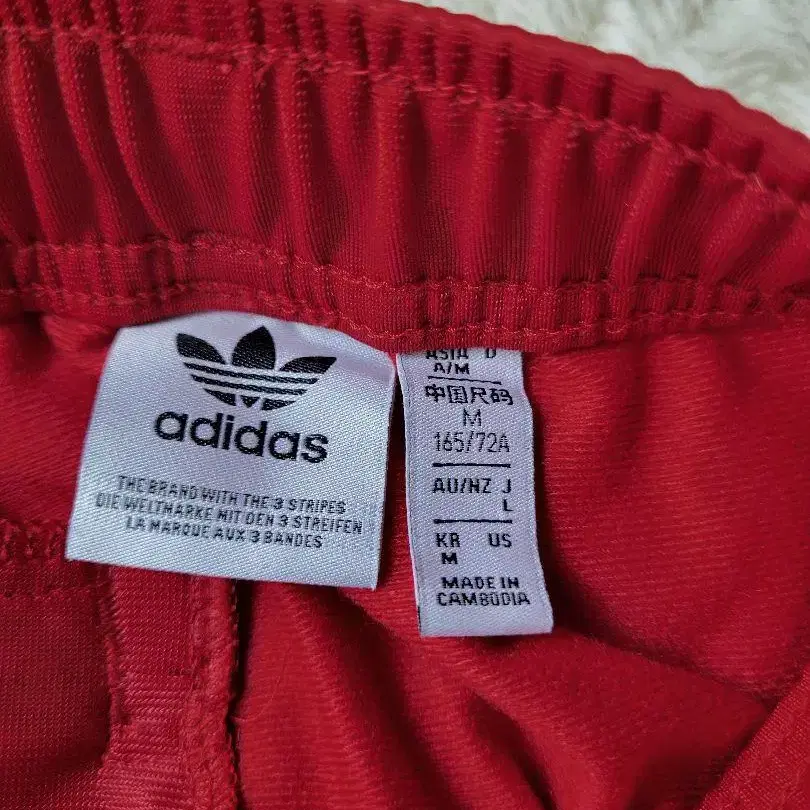 adidas
THE BRAND WITH THE 3 STRIPES
DIE WELTMARKE MIT DEN 3 STREIFEN
LA MARQUE AUX 3 BANDES
ASIA D
A/M
中国尺码
M
165/72A
AU/NZ J
L
KR US
M
MADE IN
CAMBODIA